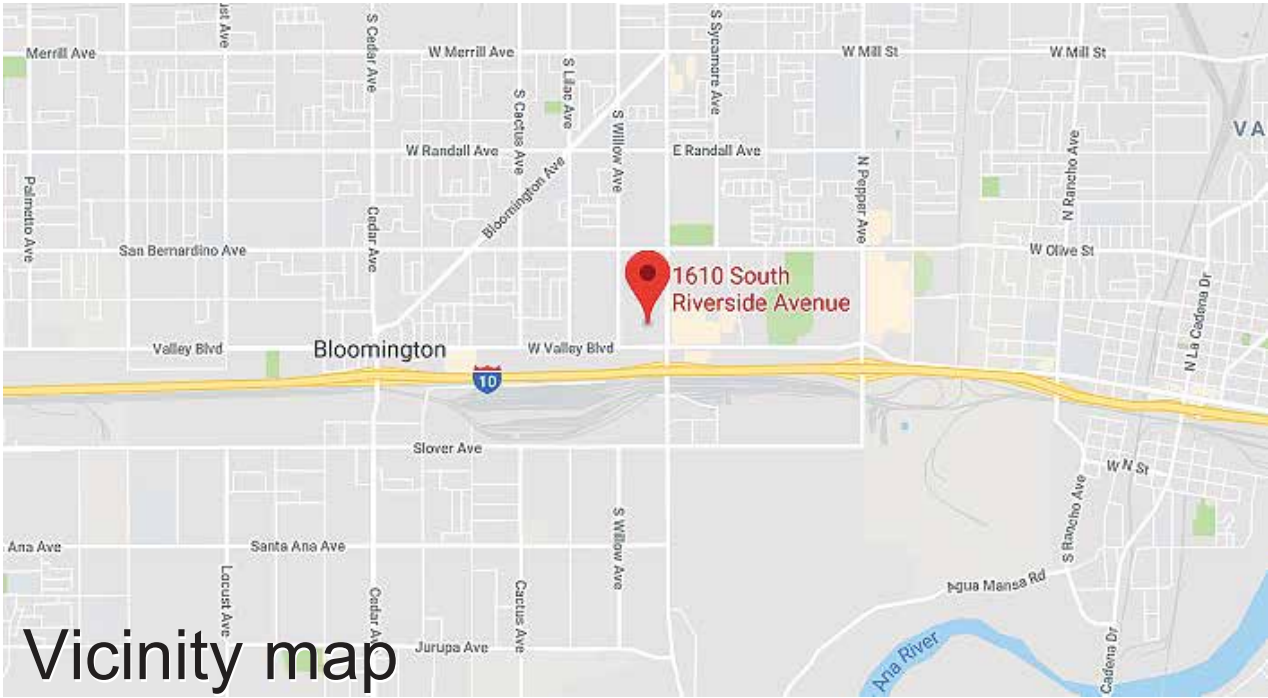 ust Ave
S Cedar Ave
S Sycamore Ave
Merrill Ave
W Merrill Ave
W Mill St
W Mill St
S Lilac Ave
S Cactus Ave
S Willow Ave
VA
W Randall Ave
E Randall Ave
N Rancho Ave
Bloomington Ave
N Pepper Ave
Palmetto Ave
Cedar Ave
San Bernardino Ave
W Olive St
1610 South
Riverside Avenue
N La Cadena Dr
Valley Blvd
Bloomington
W Valley Blvd
10
Slover Ave
W N St
S Rancho Ave
S Willow Ave
Ana Ave
Santa Ana Ave
Locust Ave
Cedar Av
Cactus Ave
Agua Mansa Rd
Jurupa Ave
Ana River
Cadena Dr
Vicinity map